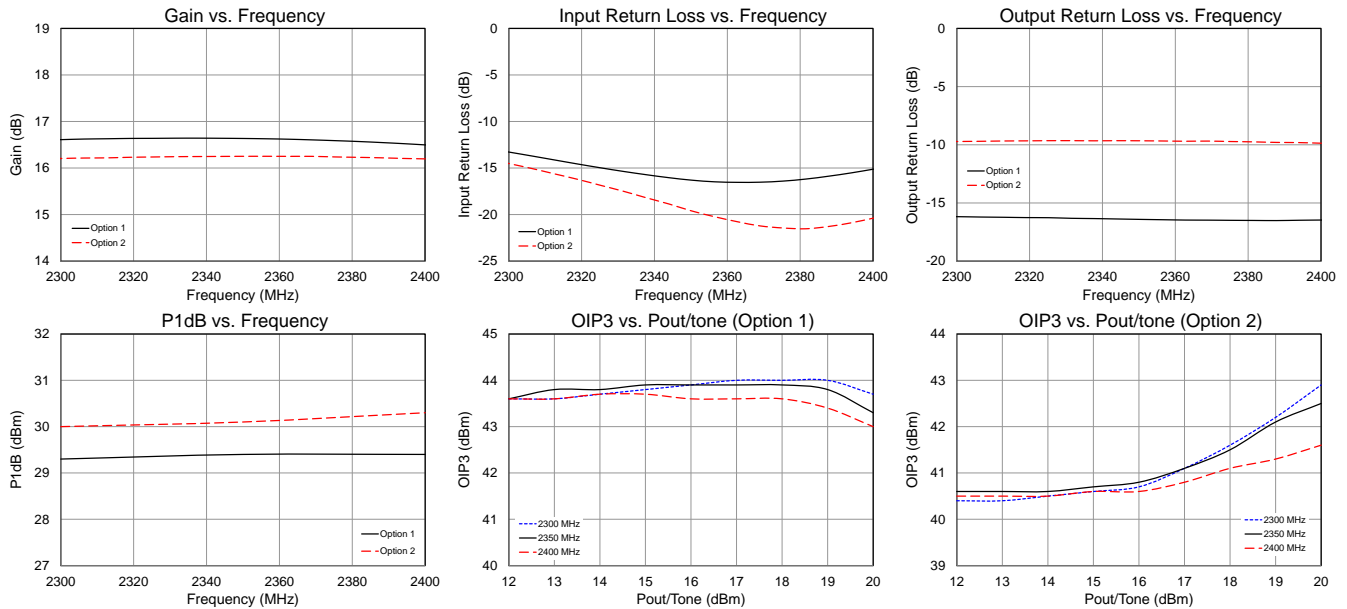 Gain vs. Frequency
19
18
17
16
15
14
Gain (dB)
Option 1
Option 2
2300 2320 2340 2360 2380 2400
Frequency (MHz)
Input Return Loss vs. Frequency
0
-5
-10
-15
-20
-25
Input Return Loss (dB)
Option 1
Option 2
2300 2320 2340 2360 2380 2400
Frequency (MHz)
Output Return Loss vs. Frequency
0
-5
-10
-15
-20
Output Return Loss (dB)
Option 1
Option 2
2300 2320 2340 2360 2380 2400
Frequency (MHz)
P1dB vs. Frequency
32
31
30
29
28
27
P1dB (dBm)
Option 1
Option 2
2300 2320 2340 2360 2380 2400
Frequency (MHz)
OIP3 vs. Pout/tone (Option 1)
45
44
43
42
41
40
OIP3 (dBm)
2300 MHz
2350 MHz
2400 MHz
12 13 14 15 16 17 18 19 20
Pout/Tone (dBm)
OIP3 vs. Pout/tone (Option 2)
44
43
42
41
40
39
OIP3 (dBm)
2300 MHz
2350 MHz
2400 MHz
12 13 14 15 16 17 18 19 20
Pout/Tone (dBm)